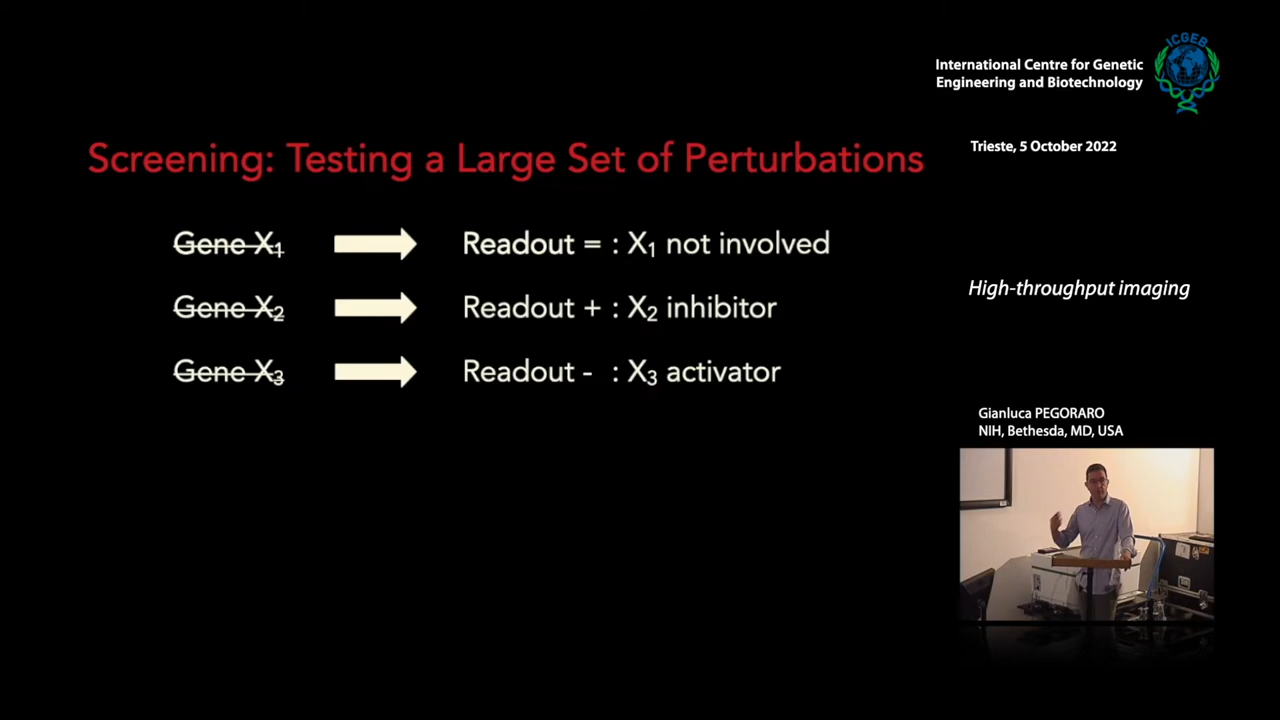 ICGEB
International Centre for Genetic
Engineering and Biotechnology
Trieste, 5 October 2022
Screening: Testing a Large Set of Perturbations
Gene X₁ Readout = : X₁ not involved
Gene X₂ Readout + : X₂ inhibitor
Gene X₃ Readout - : X₃ activator
High-throughput imaging
Gianluca PEGORARO
NIH, Bethesda, MD, USA